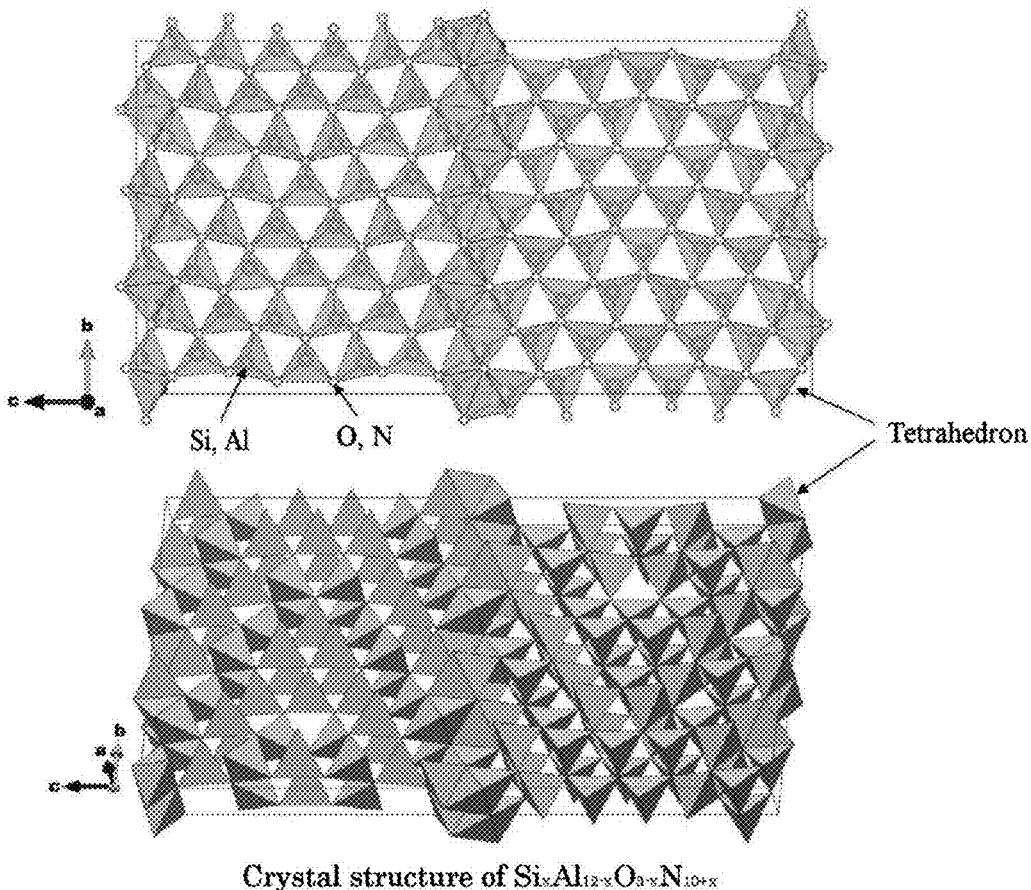 b
c
a
Si, Al
O, N
Tetrahedron
b
a
c
Crystal structure of SiₓAl₁₂₋ₓO₃₋ₓN₁₀₊ₓ